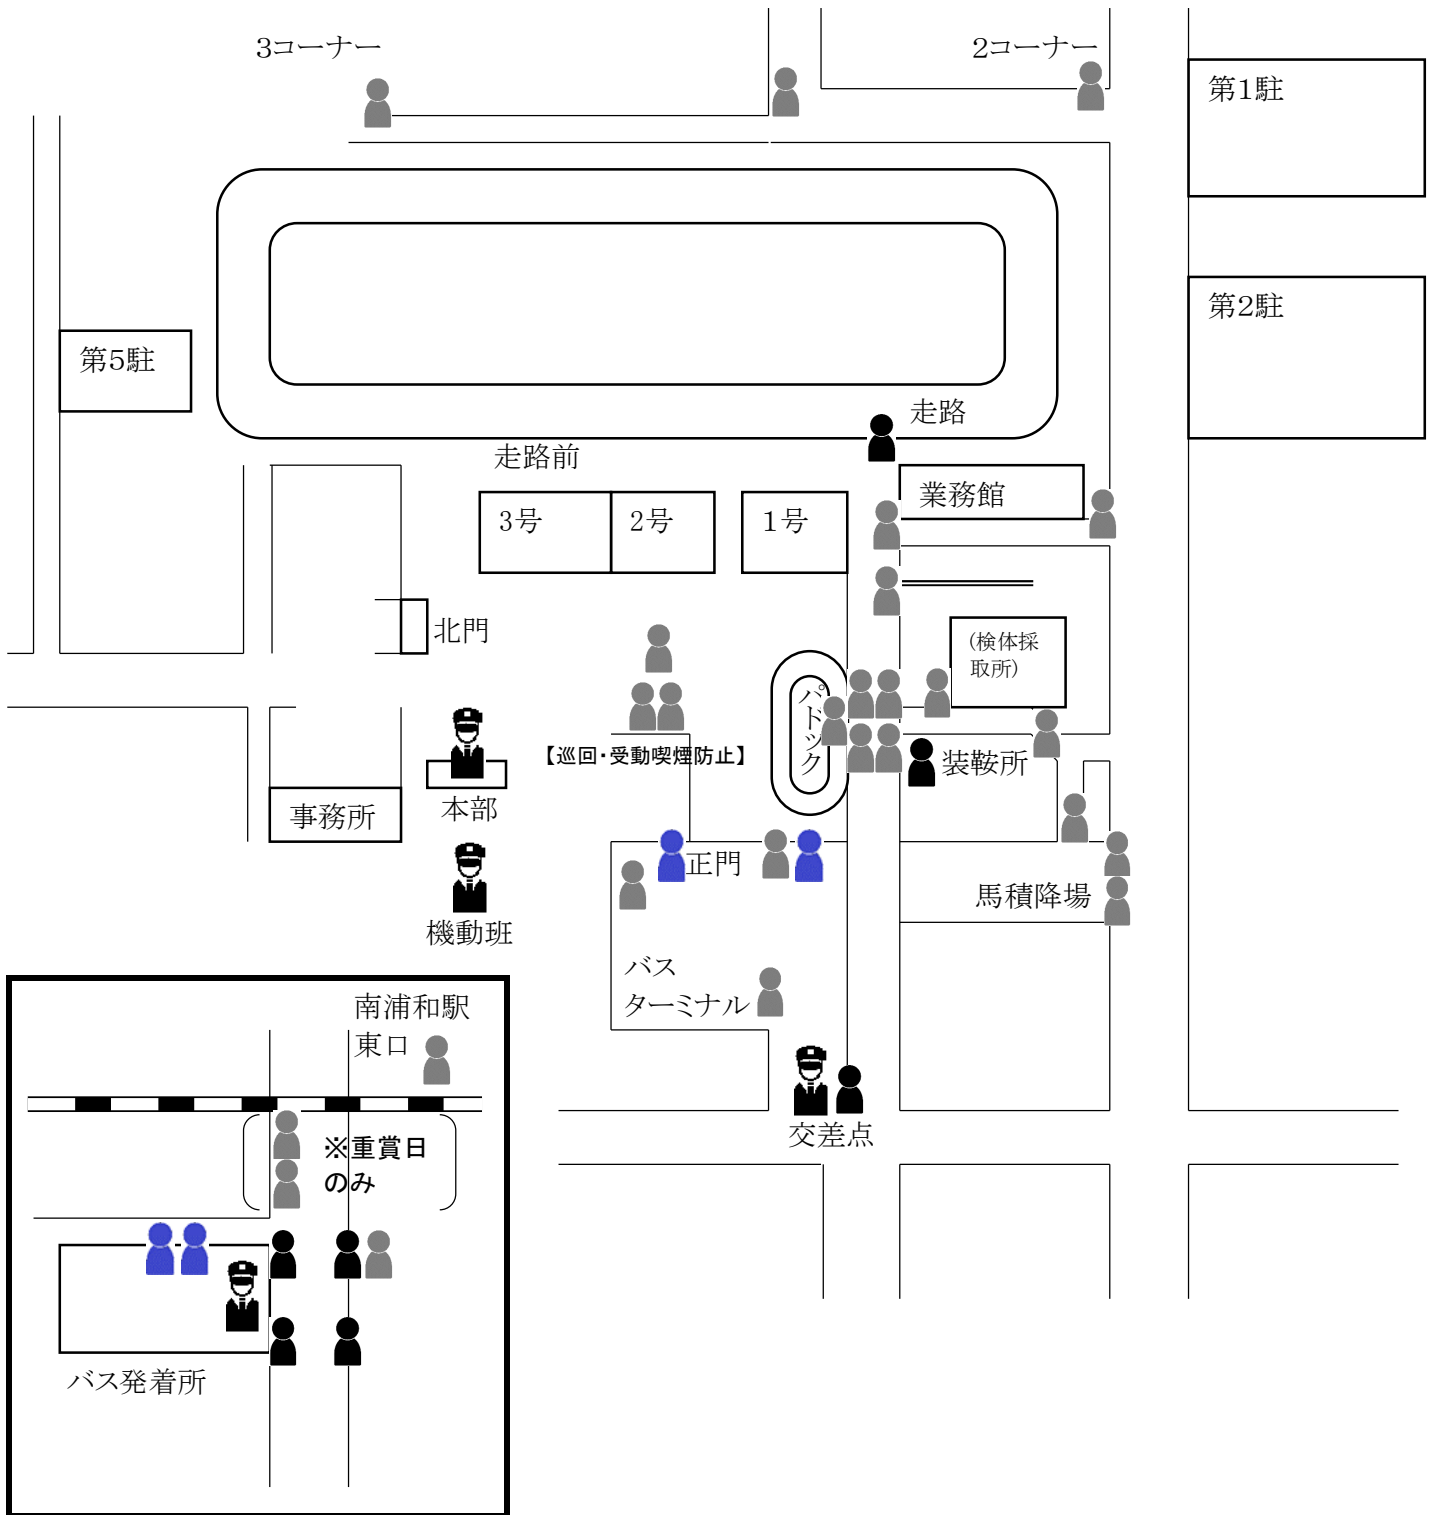 3コーナー
2コーナー
第1駐
第2駐
第5駐
走路
走路前
業務館
3号
2号
1号
北門
(検体採
取所)
パドック
【巡回・受動喫煙防止】
装鞍所
本部
事務所
正門
馬積降場
機動班
バス
ターミナル
南浦和駅
東口
交差点
※重賞日
のみ
バス発着所